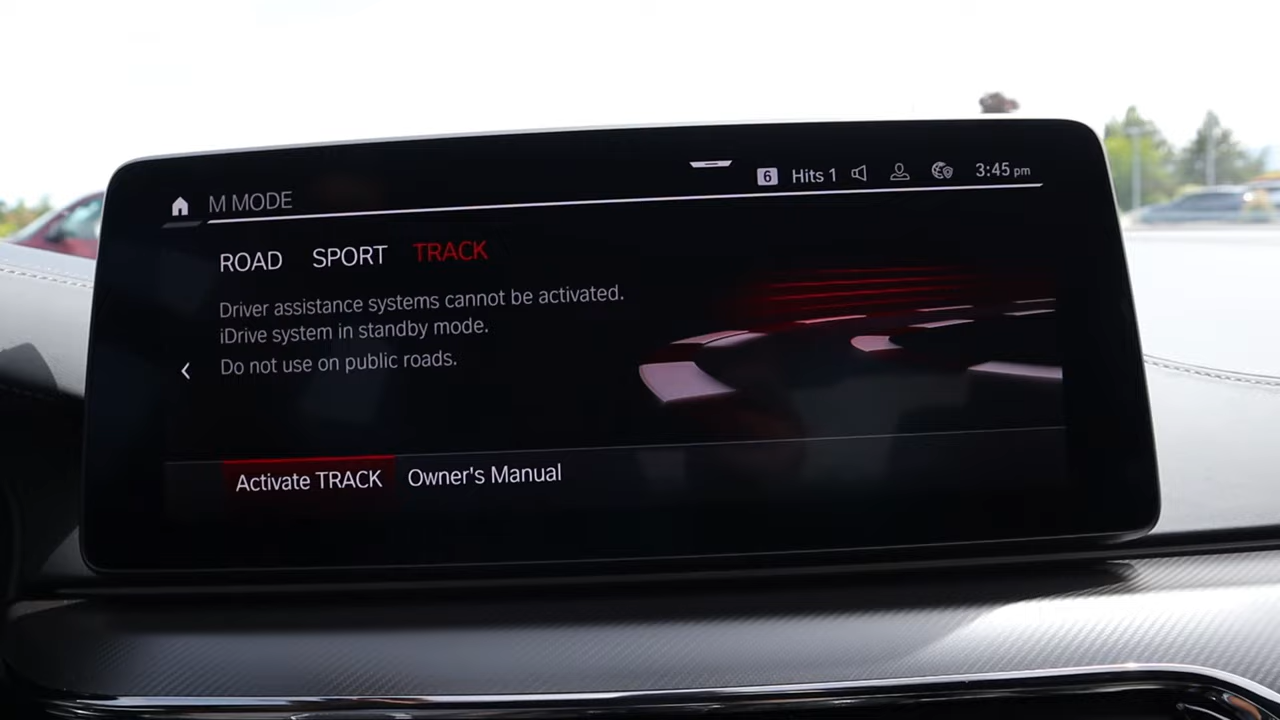 6 Hits 1 3:45 pm
M MODE
ROAD SPORT TRACK
Driver assistance systems cannot be activated.
iDrive system in standby mode.
Do not use on public roads.
Activate TRACK Owner's Manual